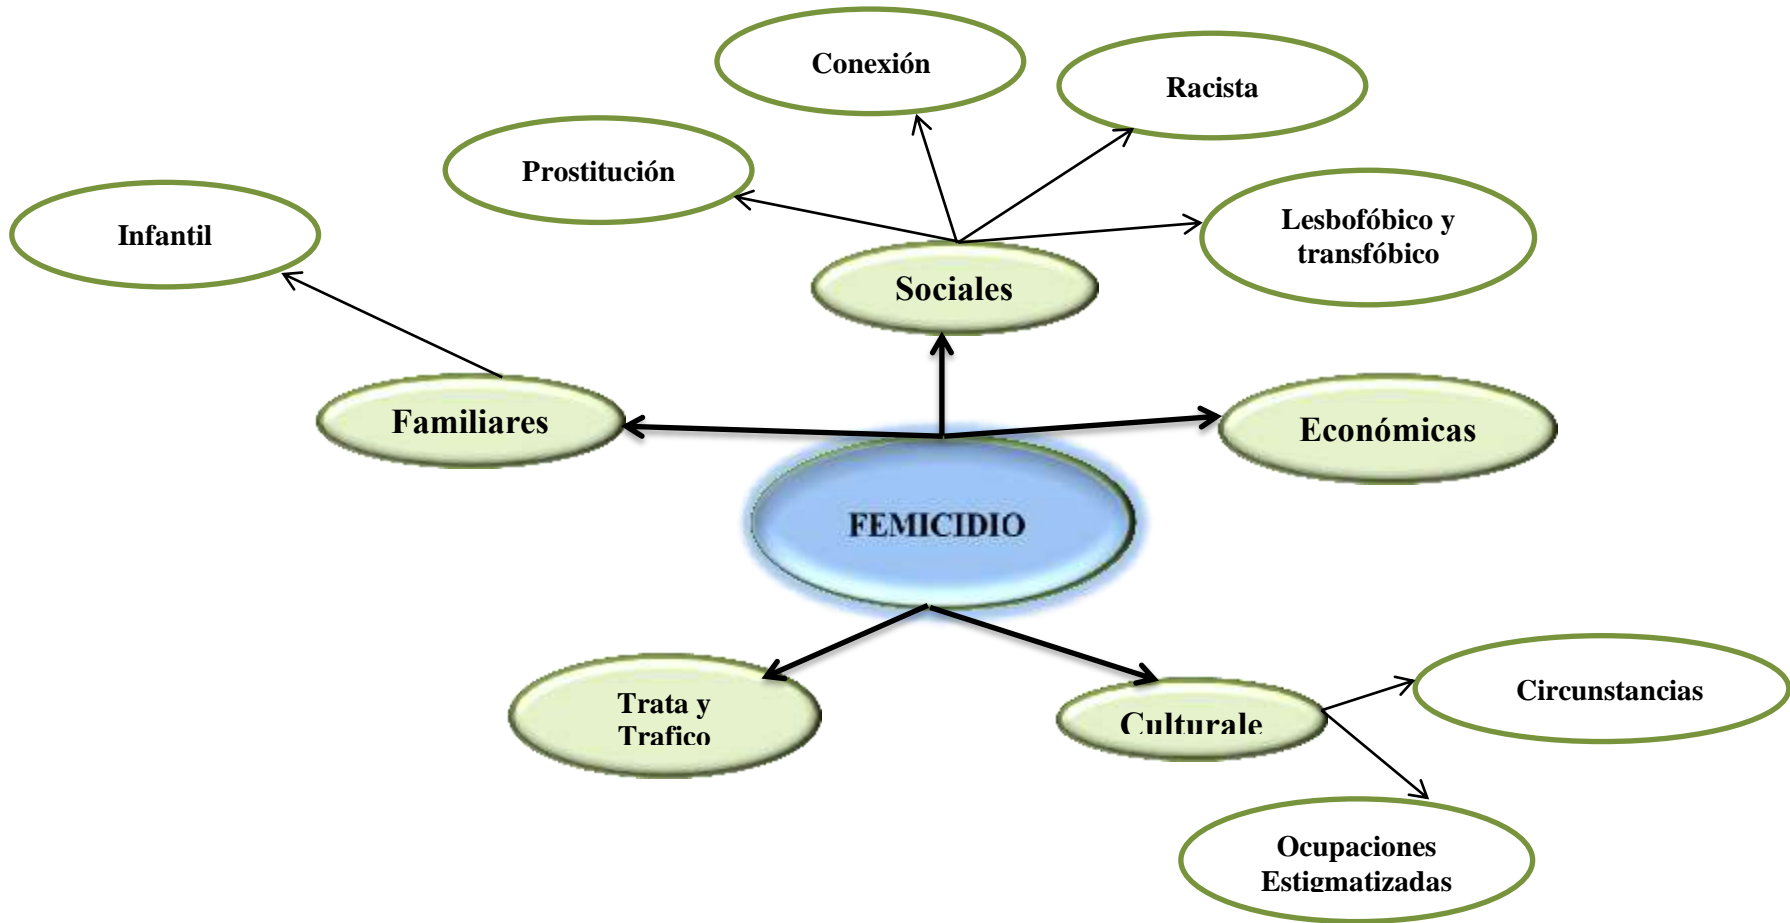 Conexión
Racista
Prostitución
Lesbofóbico y
transfóbico
Infantil
Sociales
Familiares
Económicas
FEMICIDIO
Trata y
Trafico
Culturale
Circunstancias
Ocupaciones
Estigmatizadas